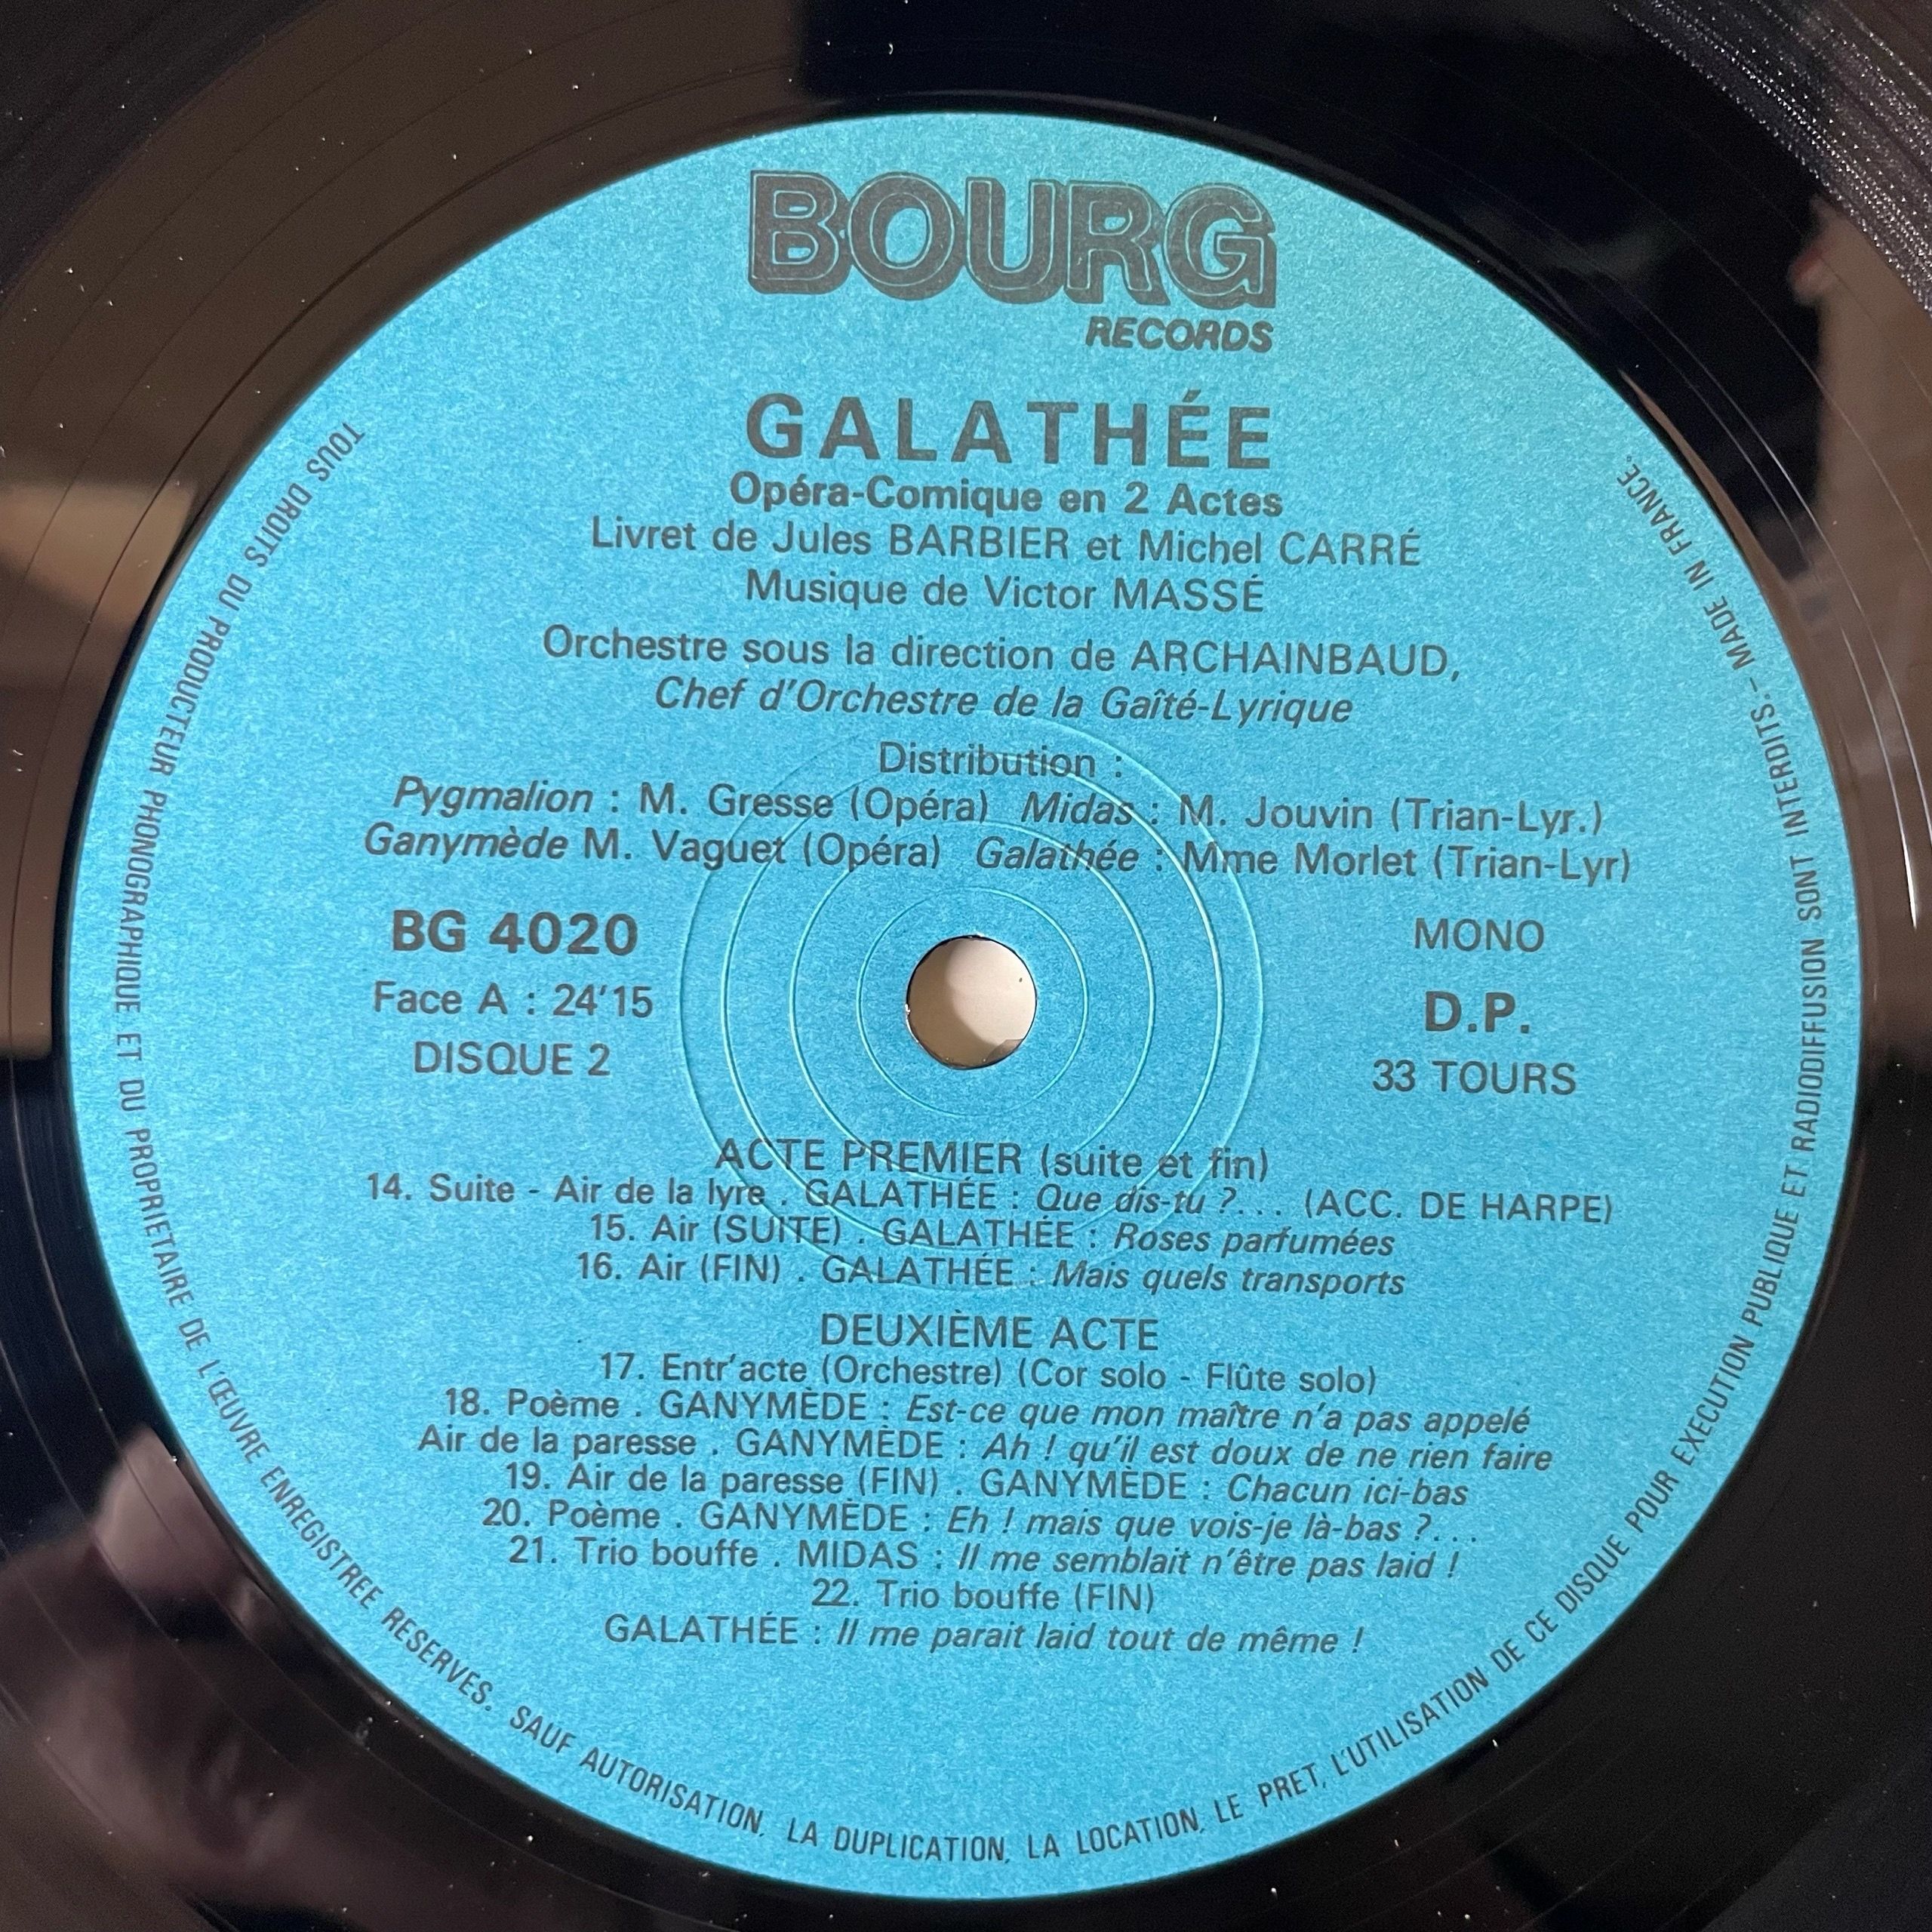 BOURG
RECORDS
GALATHÉE
Opéra-Comique en 2 Actes
Livret de Jules BARBIER et Michel CARRÉ
Musique de Victor MASSÉ
Orchestre sous la direction de ARCHAINBAUD,
Chef d'Orchestre de la Gaîté-Lyrique
Distribution :
Pygmalion : M. Gresse (Opéra) Midas : M. Jouvin (Trian-Lyr.)
Ganymède M. Vaguet (Opéra) Galathée : Mme Morlet (Trian-Lyr)
BG 4020
Face A : 24'15
DISQUE 2
MONO
D.P.
33 TOURS
ACTE PREMIER (suite et fin)
14. Suite - Air de la lyre . GALATHÉE : Que dis-tu ?... (ACC. DE HARPE)
15. Air (SUITE) . GALATHÉE : Roses parfumées
16. Air (FIN) . GALATHÉE : Mais quels transports
DEUXIÈME ACTE
17. Entr'acte (Orchestre) (Cor solo - Flûte solo)
18. Poème . GANYMÈDE : Est-ce que mon maître n'a pas appelé
Air de la paresse . GANYMÈDE : Ah ! qu'il est doux de ne rien faire
19. Air de la paresse (FIN) . GANYMÈDE : Chacun ici-bas
20. Poème . GANYMÈDE : Eh ! mais que vois-je là-bas ?...
21. Trio bouffe . MIDAS : Il me semblait n'être pas laid !
22. Trio bouffe (FIN)
GALATHÉE : Il me parait laid tout de même !
TOUS DROITS DU PRODUCTEUR PHONOGRAPHIQUE ET DU PROPRIETAIRE DE L'ŒUVRE ENREGISTREE RESERVES. SAUF AUTORISATION, LA DUPLICATION, LA LOCATION, LE PRET, L'UTILISATION DE CE DISQUE POUR EXECUTION PUBLIQUE ET RADIODIFFUSION SONT INTERDITS. – MADE IN FRANCE.